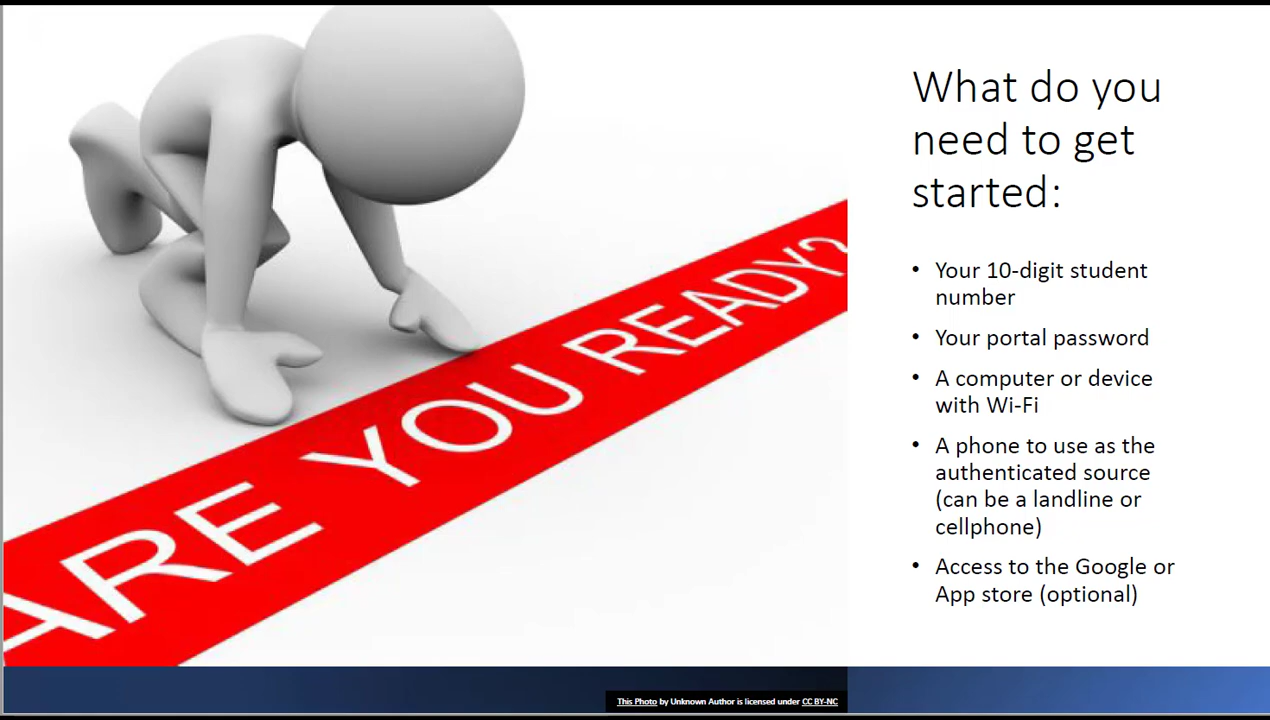 What do you
need to get
started:
• Your 10-digit student
number
• Your portal password
• A computer or device
with Wi-Fi
• A phone to use as the
authenticated source
(can be a landline or
cellphone)
• Access to the Google or
App store (optional)
ARE YOU READY?
This Photo by Unknown Author is licensed under CC BY-NC